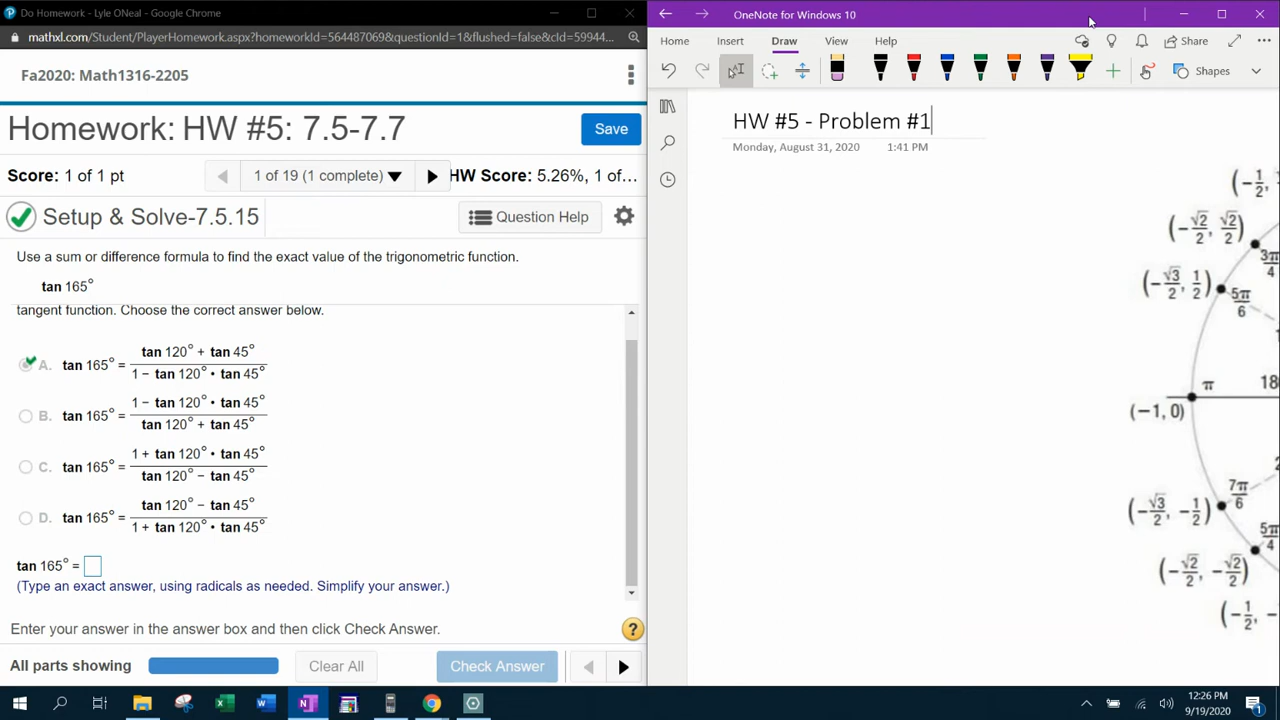 Do Homework - Lyle ONeal - Google Chrome
mathxl.com/Student/PlayerHomework.aspx?homeworkId=564487069&questionId=1&flushed=false&cId=59944...
Fa2020: Math1316-2205
Homework: HW #5: 7.5-7.7
Save
Score: 1 of 1 pt
1 of 19 (1 complete)
HW Score: 5.26%, 1 of...
Setup & Solve-7.5.15
Question Help
Use a sum or difference formula to find the exact value of the trigonometric function.
tan 165°
tangent function. Choose the correct answer below.
A. tan 165° = (tan 120° + tan 45°) / (1 − tan 120° • tan 45°)
B. tan 165° = (1 − tan 120° • tan 45°) / (tan 120° + tan 45°)
C. tan 165° = (1 + tan 120° • tan 45°) / (tan 120° − tan 45°)
D. tan 165° = (tan 120° − tan 45°) / (1 + tan 120° • tan 45°)
tan 165° =
(Type an exact answer, using radicals as needed. Simplify your answer.)
Enter your answer in the answer box and then click Check Answer.
?
All parts showing
Clear All
Check Answer
OneNote for Windows 10
Home
Insert
Draw
View
Help
Share
Shapes
HW #5 - Problem #1
Monday, August 31, 2020
1:41 PM
(−1/2,
(−√2/2, √2/2)
3π/4
(−√3/2, 1/2)
5π/6
π
18
(−1, 0)
7π/6
(−√3/2, −1/2)
5π/4
(−√2/2, −√2/2)
(−1/2, −
12:26 PM
9/19/2020
1